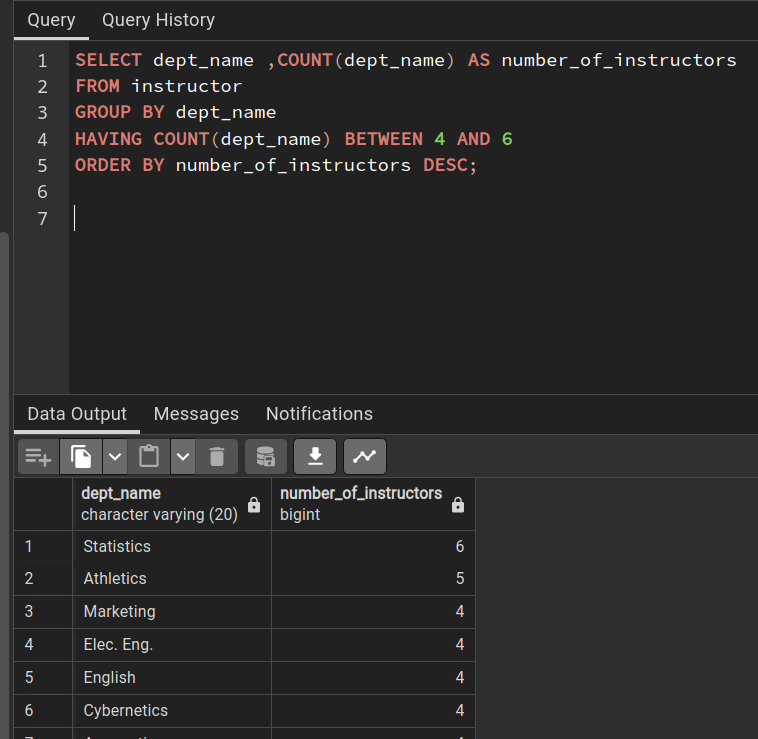 Query Query History
1 SELECT dept_name ,COUNT(dept_name) AS number_of_instructors
2 FROM instructor
3 GROUP BY dept_name
4 HAVING COUNT(dept_name) BETWEEN 4 AND 6
5 ORDER BY number_of_instructors DESC;
6
7
Data Output Messages Notifications
dept_name number_of_instructors
character varying (20) bigint
1 Statistics 6
2 Athletics 5
3 Marketing 4
4 Elec. Eng. 4
5 English 4
6 Cybernetics 4